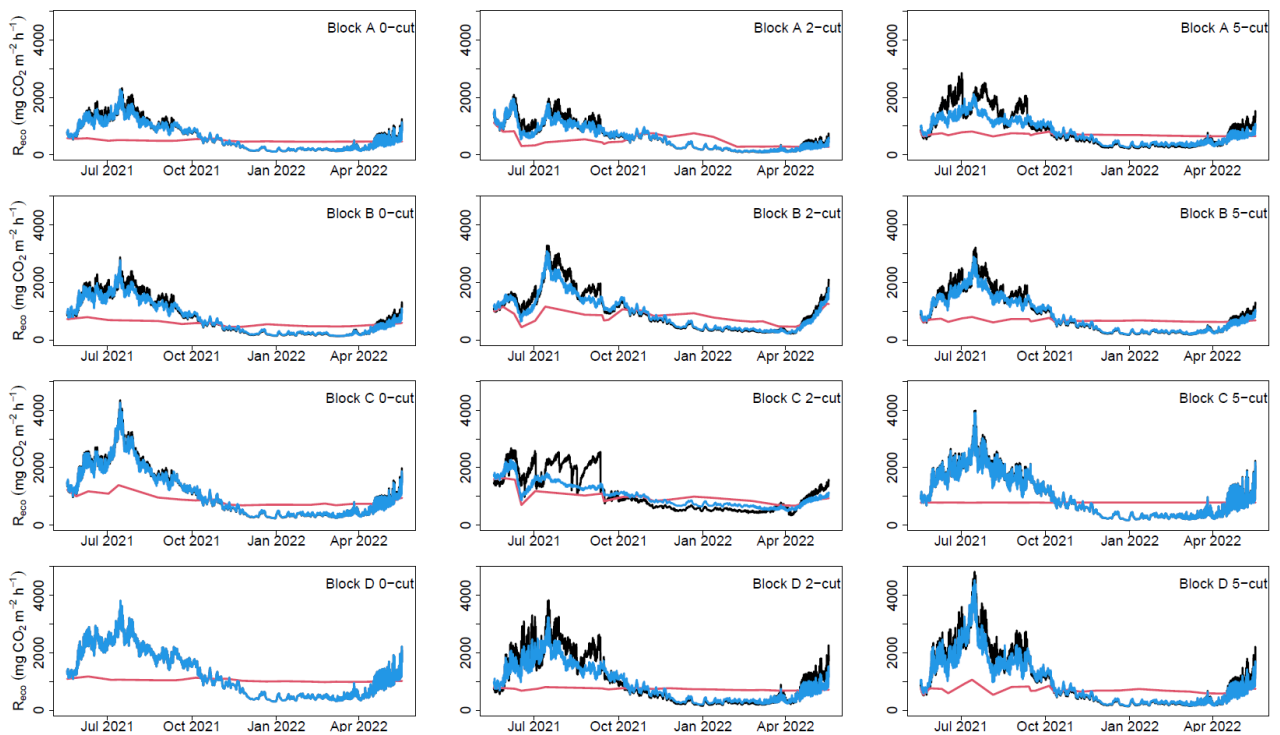 Block A 0−cut
Block A 2−cut
Block A 5−cut
Reco (mg CO2 m−2 h−1)
0 2000 4000
Jul 2021 Oct 2021 Jan 2022 Apr 2022
0 2000 4000
Jul 2021 Oct 2021 Jan 2022 Apr 2022
0 2000 4000
Jul 2021 Oct 2021 Jan 2022 Apr 2022
Block B 0−cut
Block B 2−cut
Block B 5−cut
Reco (mg CO2 m−2 h−1)
0 2000 4000
Jul 2021 Oct 2021 Jan 2022 Apr 2022
0 2000 4000
Jul 2021 Oct 2021 Jan 2022 Apr 2022
0 2000 4000
Jul 2021 Oct 2021 Jan 2022 Apr 2022
Block C 0−cut
Block C 2−cut
Block C 5−cut
Reco (mg CO2 m−2 h−1)
0 2000 4000
Jul 2021 Oct 2021 Jan 2022 Apr 2022
0 2000 4000
Jul 2021 Oct 2021 Jan 2022 Apr 2022
0 2000 4000
Jul 2021 Oct 2021 Jan 2022 Apr 2022
Block D 0−cut
Block D 2−cut
Block D 5−cut
Reco (mg CO2 m−2 h−1)
0 2000 4000
Jul 2021 Oct 2021 Jan 2022 Apr 2022
0 2000 4000
Jul 2021 Oct 2021 Jan 2022 Apr 2022
0 2000 4000
Jul 2021 Oct 2021 Jan 2022 Apr 2022